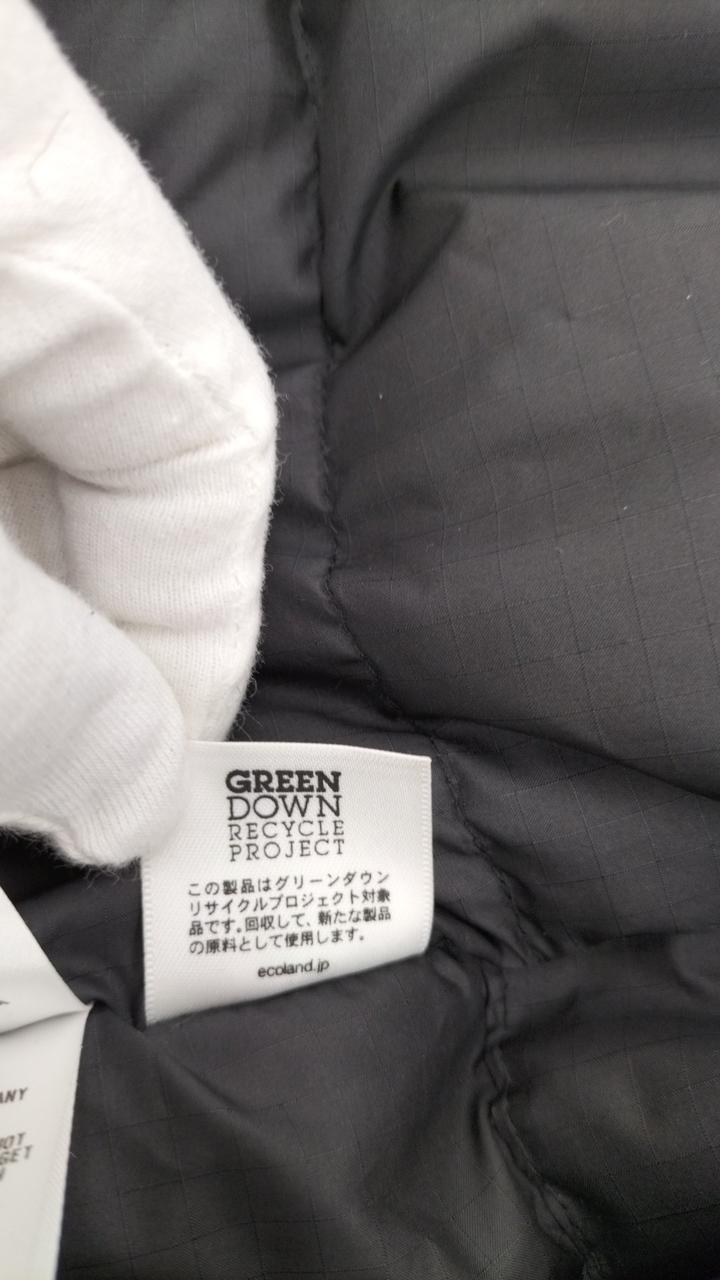 GREEN
DOWN
RECYCLE
PROJECT
この製品はグリーンダウン
リサイクルプロジェクト対象
品です。回収して、新たな製品
の原料として使用します。
ecoland.jp